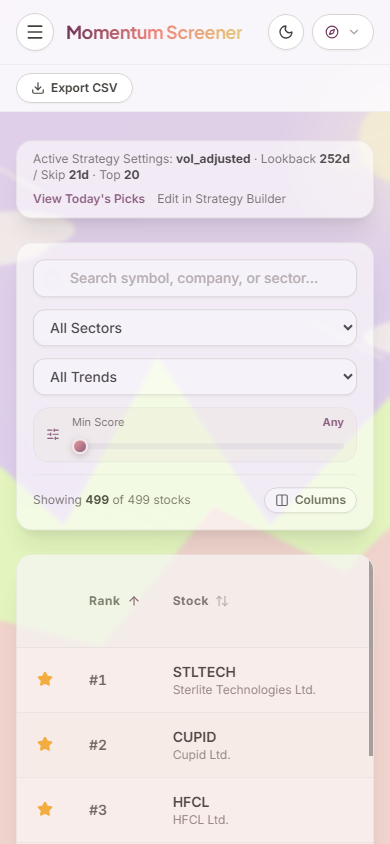 Momentum Screener
Export CSV
Active Strategy Settings: vol_adjusted · Lookback 252d
/ Skip 21d · Top 20
View Today's Picks Edit in Strategy Builder
Search symbol, company, or sector...
All Sectors
All Trends
Min Score Any
Showing 499 of 499 stocks Columns
Rank Stock
#1 STLTECH
Sterlite Technologies Ltd.
#2 CUPID
Cupid Ltd.
#3 HFCL
HFCL Ltd.